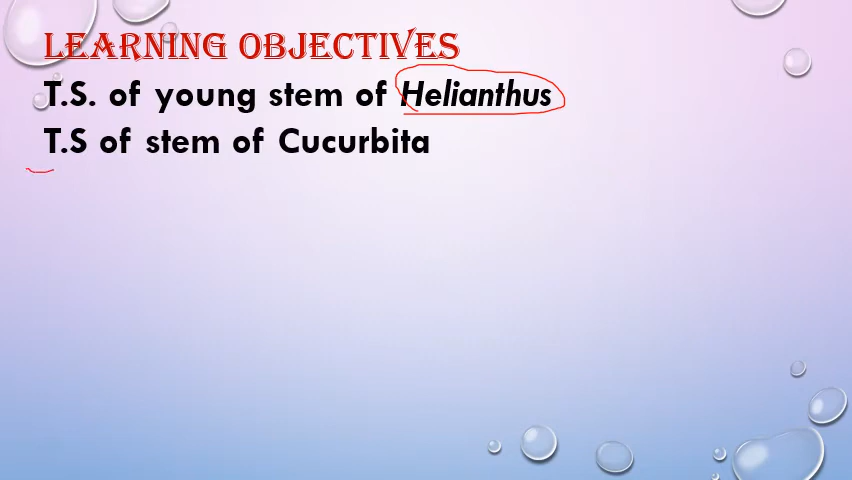 LEARNING OBJECTIVES
T.S. of young stem of Helianthus
T.S of stem of Cucurbita